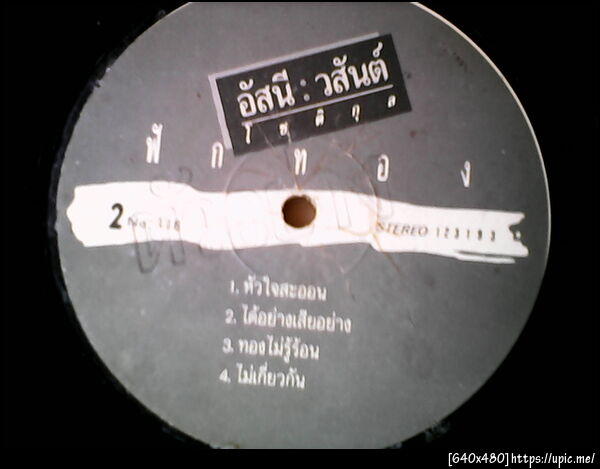 อัสนี : วสันต์
โชติกุล
ฟักทอง
2 No. 118
STEREO 123193
1. หัวใจสะออน
2. ได้อย่างเสียอย่าง
3. ทองไม่รู้ร้อน
4. ไม่เกี่ยวกัน
[640x480]https://upic.me/